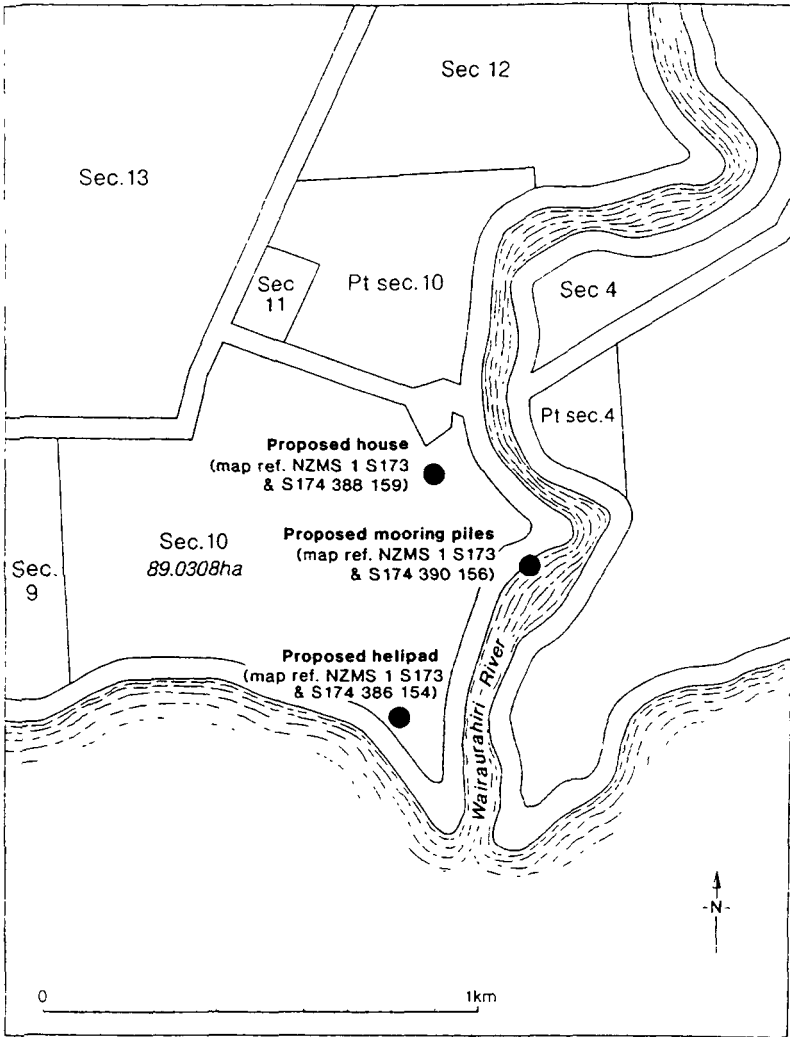 Sec 12
Sec.13
Sec
11
Pt sec.10
Sec 4
Pt sec.4
Proposed house
(map ref. NZMS 1 S173
& S174 388 159)
Proposed mooring piles
(map ref. NZMS 1 S173
& S174 390 156)
Sec.10
89.0308ha
Sec.
9
Proposed helipad
(map ref. NZMS 1 S173
& S174 386 154)
Wairaurahiri - River
-N-
0 1km